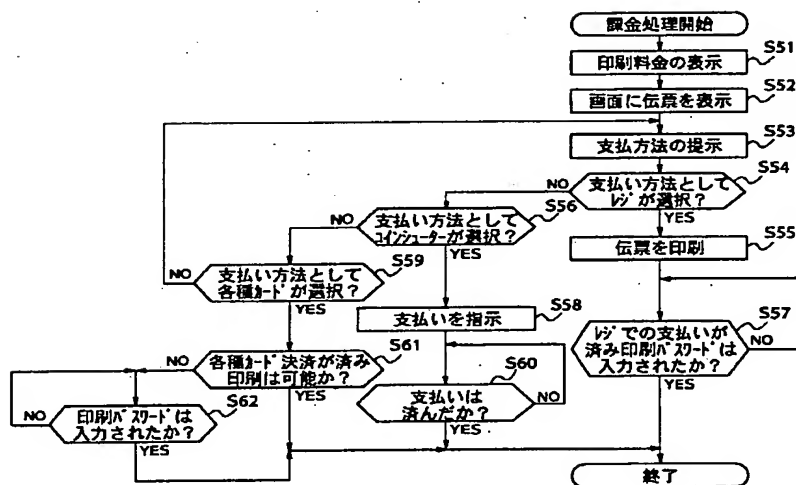 課金処理開始
S51
印刷料金の表示
S52
画面に伝票を表示
S53
支払方法の提示
S54
支払い方法として
ﾚｼﾞが選択?
NO
YES
S55
伝票を印刷
S56
支払い方法として
ｺｲﾝｼｭｰﾀｰが選択?
NO
YES
S57
ﾚｼﾞでの支払いが
済み印刷ﾊﾟｽﾜｰﾄﾞは
入力されたか?
NO
YES
S58
支払いを指示
S59
支払い方法として
各種ｶｰﾄﾞが選択?
NO
YES
S60
支払いは
済んだか?
NO
YES
S61
各種ｶｰﾄﾞ決済が済み
印刷は可能か?
NO
YES
S62
印刷ﾊﾟｽﾜｰﾄﾞは
入力されたか?
NO
YES
終了